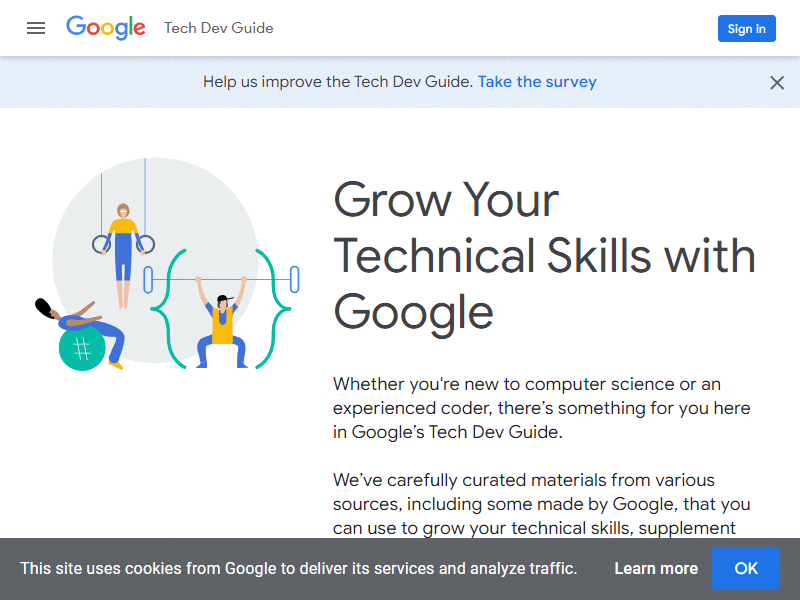 Google Tech Dev Guide Sign in
Help us improve the Tech Dev Guide. Take the survey
Grow Your
Technical Skills with
Google
Whether you're new to computer science or an
experienced coder, there’s something for you here
in Google’s Tech Dev Guide.
We’ve carefully curated materials from various
sources, including some made by Google, that you
can use to grow your technical skills, supplement
This site uses cookies from Google to deliver its services and analyze traffic. Learn more OK